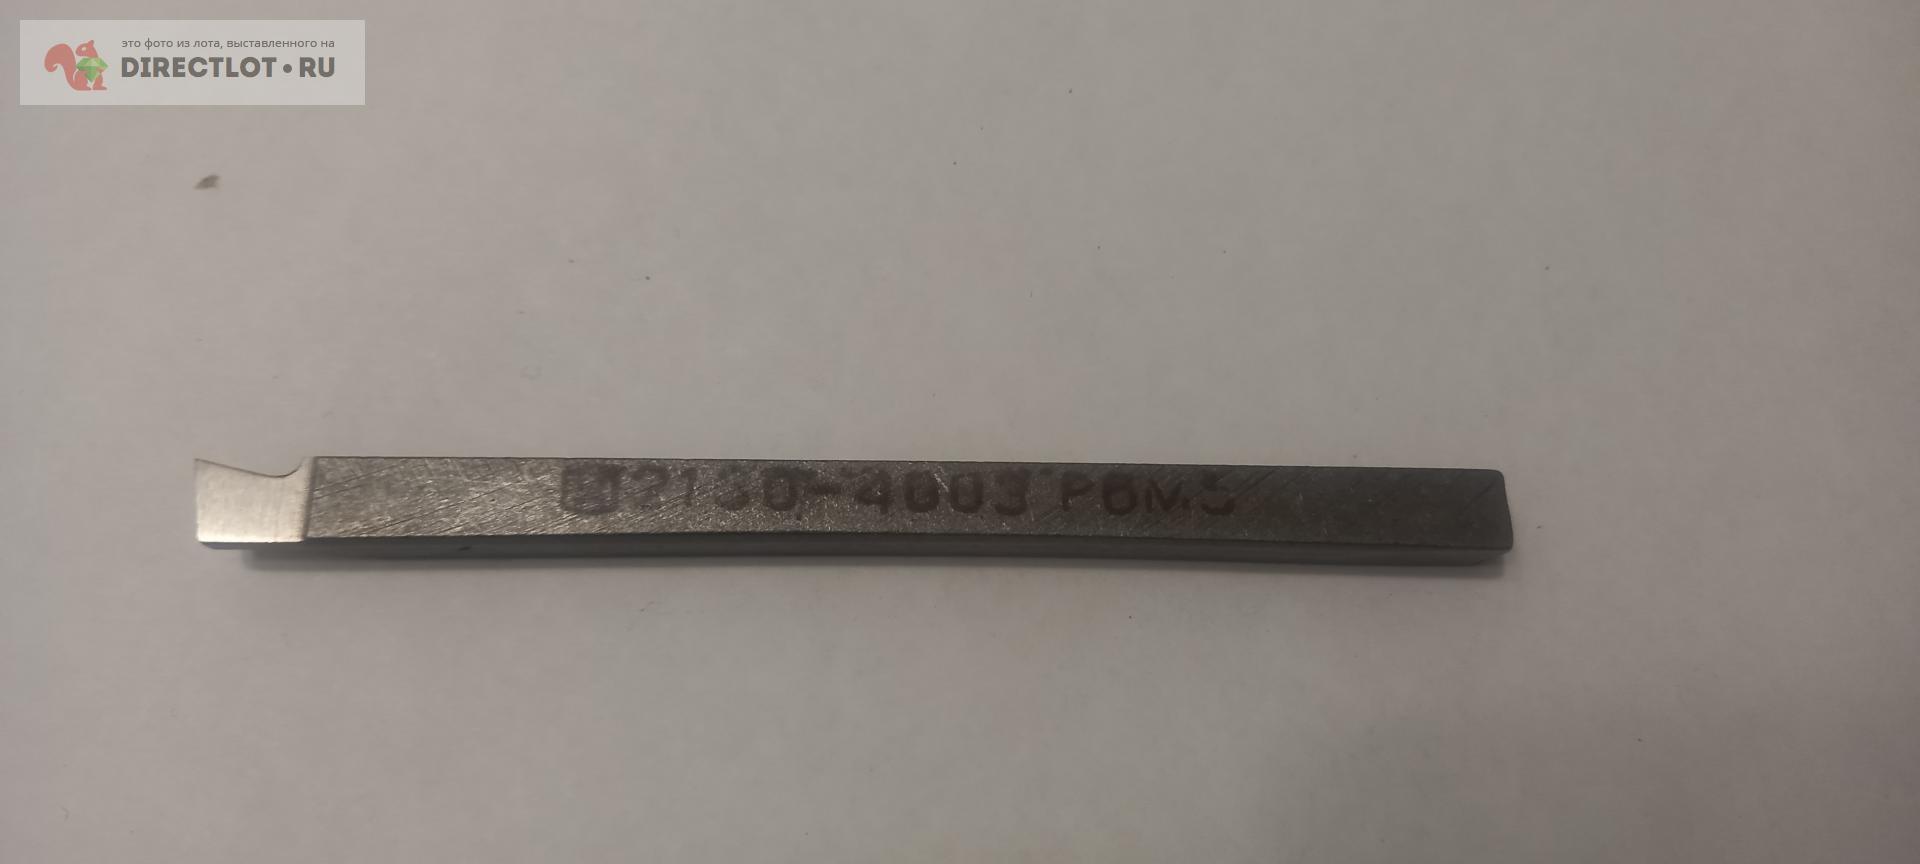 это фото из лота, выставленного на
DIRECTLOT•RU
2130-4003 Р6М5